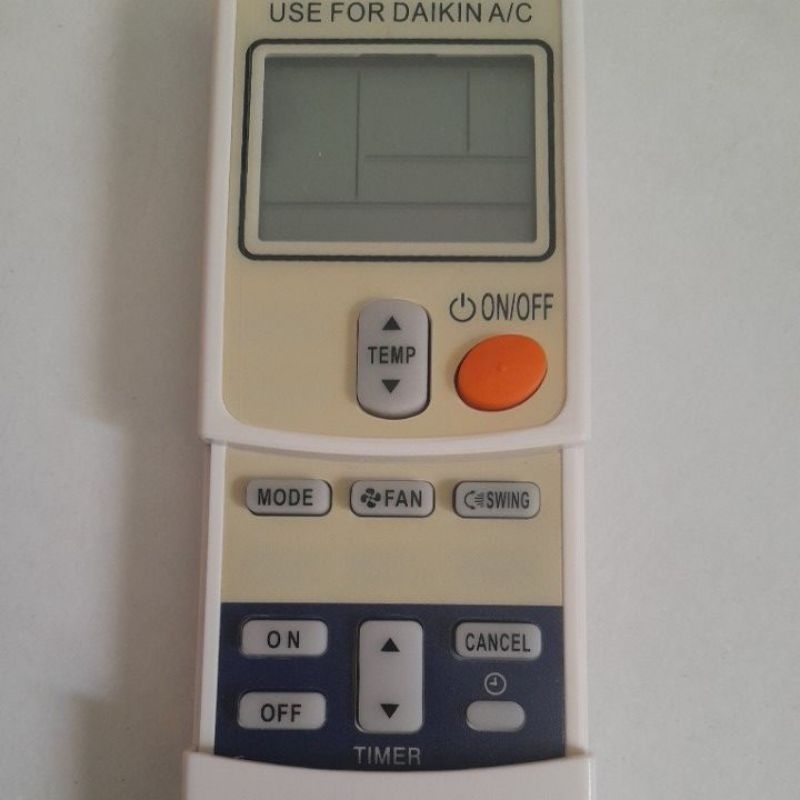 USE FOR DAIKIN A/C
ON/OFF
TEMP
MODE
FAN
SWING
ON
CANCEL
OFF
TIMER